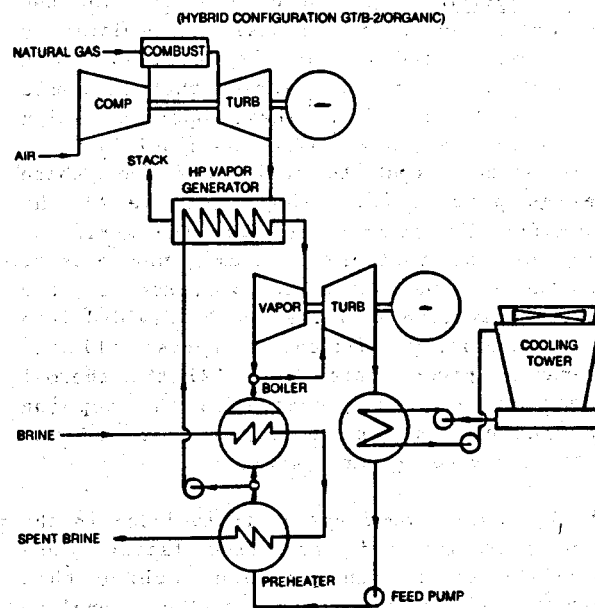 (HYBRID CONFIGURATION GT/B-2/ORGANIC)
NATURAL GAS
COMBUST
COMP
TURB
AIR
STACK
HP VAPOR
GENERATOR
VAPOR
TURB
COOLING
TOWER
BOILER
BRINE
SPENT BRINE
PREHEATER
FEED PUMP